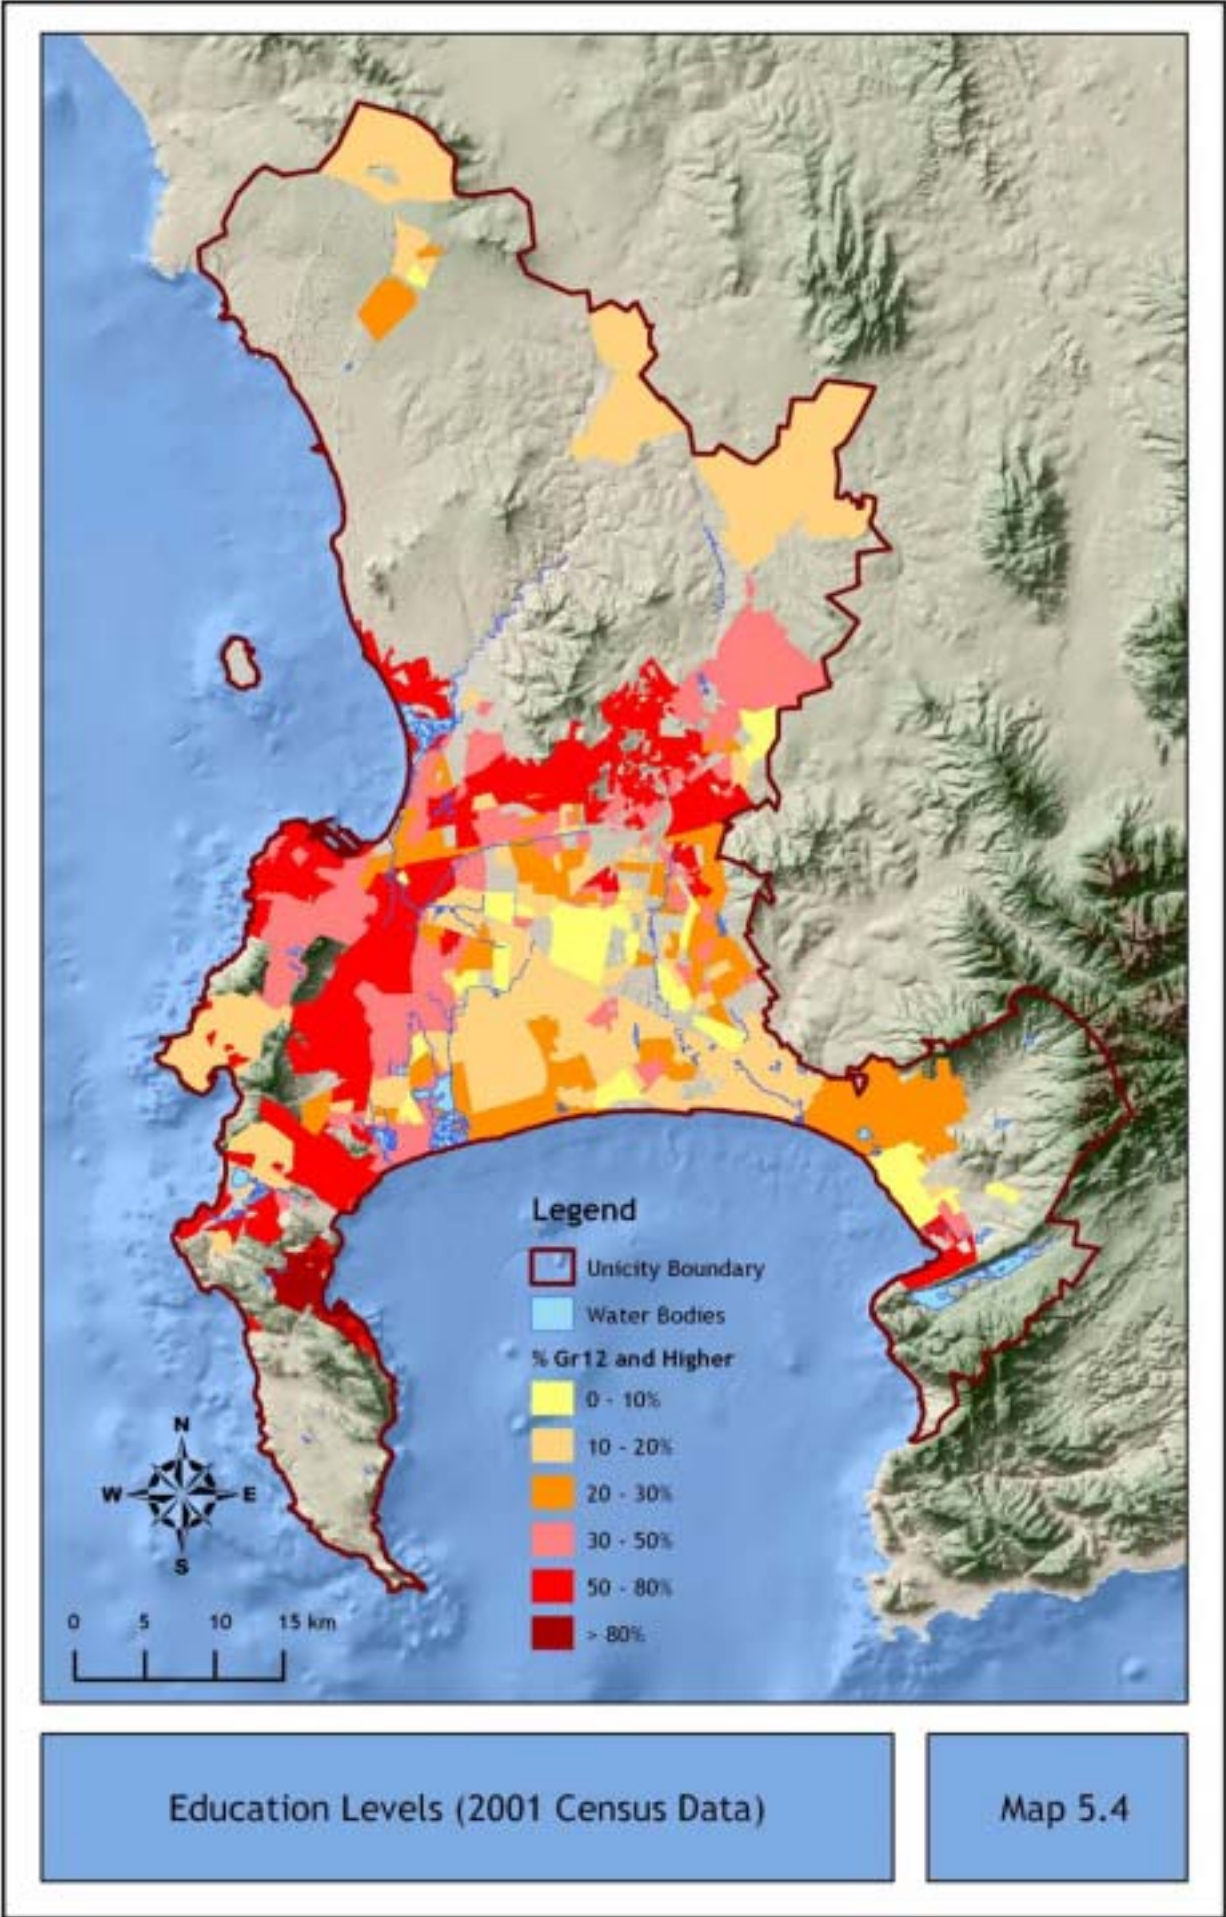 Legend
Unicity Boundary
Water Bodies
% Gr12 and Higher
0 - 10%
10 - 20%
20 - 30%
30 - 50%
50 - 80%
> 80%
N
W E
S
0 5 10 15 km
Education Levels (2001 Census Data)
Map 5.4